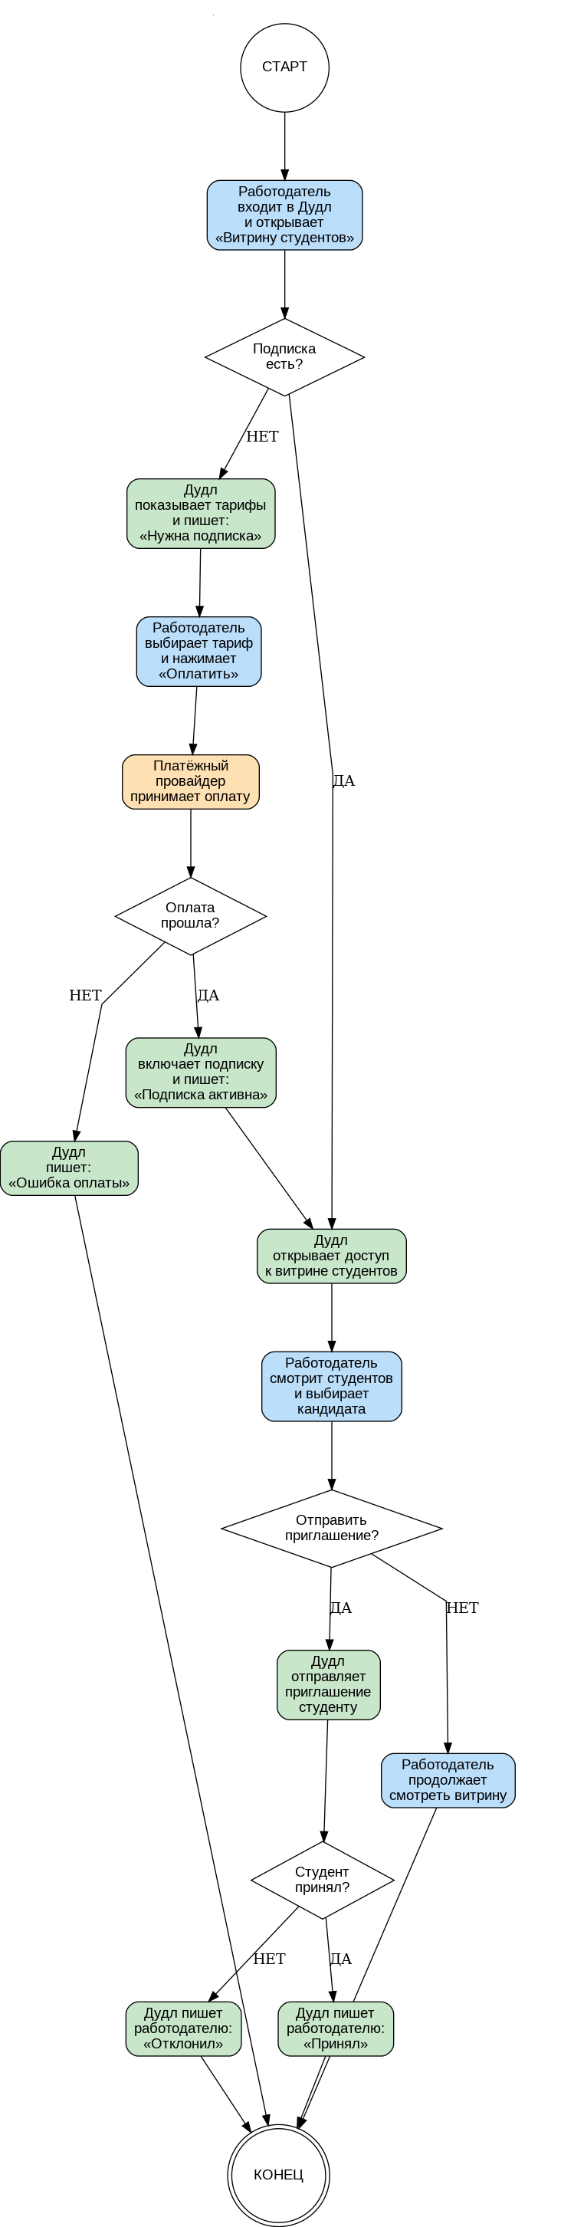 СТАРТ
Работодатель
входит в Дудл
и открывает
«Витрину студентов»
Подписка
есть?
НЕТ
Дудл
показывает тарифы
и пишет:
«Нужна подписка»
Работодатель
выбирает тариф
и нажимает
«Оплатить»
Платёжный
провайдер
принимает оплату
ДА
Оплата
прошла?
НЕТ
ДА
Дудл
включает подписку
и пишет:
«Подписка активна»
Дудл
пишет:
«Ошибка оплаты»
Дудл
открывает доступ
к витрине студентов
Работодатель
смотрит студентов
и выбирает
кандидата
Отправить
приглашение?
ДА
НЕТ
Дудл
отправляет
приглашение
студенту
Работодатель
продолжает
смотреть витрину
Студент
принял?
НЕТ
ДА
Дудл пишет
работодателю:
«Отклонил»
Дудл пишет
работодателю:
«Принял»
КОНЕЦ